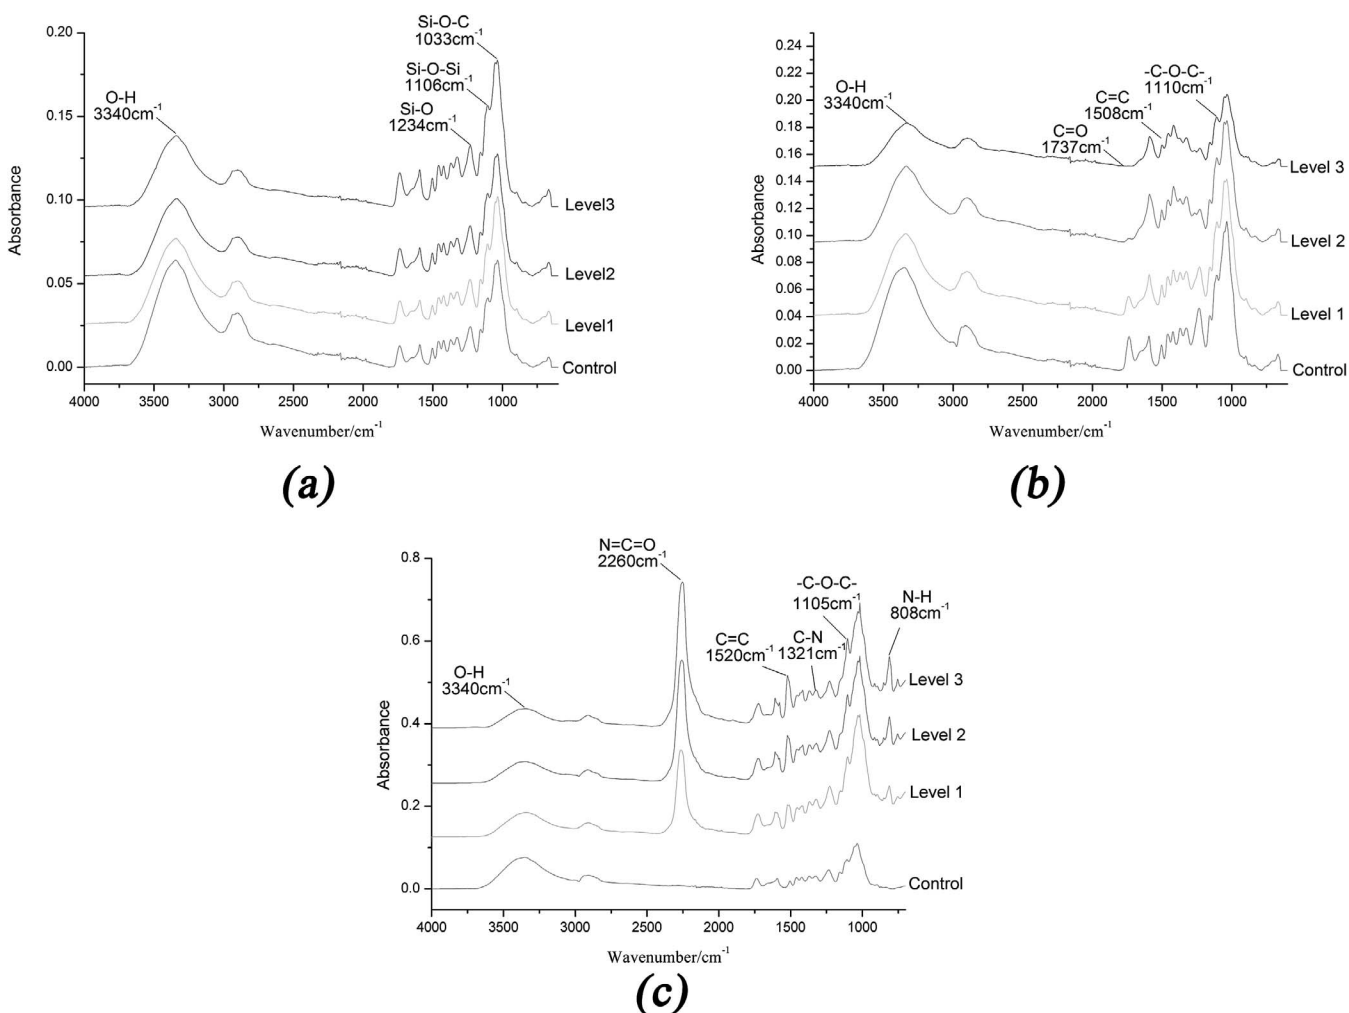 Si-O-C
1033cm-1
Si-O-Si
1106cm-1
Si-O
1234cm-1
O-H
3340cm-1
0.20
0.15
0.10
0.05
0.00
Absorbance
Level3
Level2
Level1
Control
4000 3500 3000 2500 2000 1500 1000
Wavenumber/cm-1
(a)
-C-O-C-
1110cm-1
C=C
1508cm-1
C=O
1737cm-1
O-H
3340cm-1
0.24
0.22
0.20
0.18
0.16
0.14
0.12
0.10
0.08
0.06
0.04
0.02
0.00
Absorbance
Level 3
Level 2
Level 1
Control
4000 3500 3000 2500 2000 1500 1000
Wavenumber/cm-1
(b)
N=C=O
2260cm-1
-C-O-C-
1105cm-1
N-H
808cm-1
C=C
1520cm-1
C-N
1321cm-1
O-H
3340cm-1
0.8
0.6
0.4
0.2
0.0
Absorbance
Level 3
Level 2
Level 1
Control
4000 3500 3000 2500 2000 1500 1000
Wavenumber/cm-1
(c)